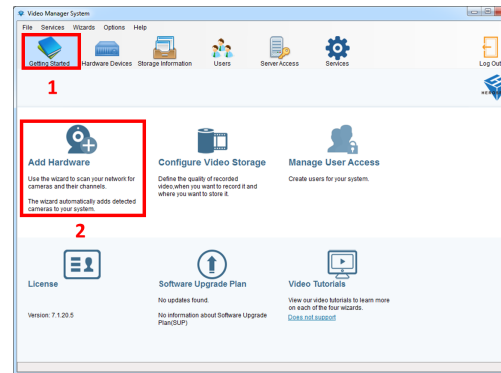 Video Manager System
File Services Wizards Options Help
Getting Started Hardware Devices Storage Information Users Server Access Services Log Out
1
Add Hardware Configure Video Storage Manage User Access
Use the wizard to scan your network for Define the quality of recorded Create users for your system.
cameras and their channels. video,when you want to record it and
where you want to store it.
The wizard automatically adds detected
cameras to your system.
2
License Software Upgrade Plan Video Tutorials
No updates found. View our video tutorials to learn more
on each of the four wizards.
Version: 7.1.20.5 No information about Software Upgrade Does not support
Plan(SUP)